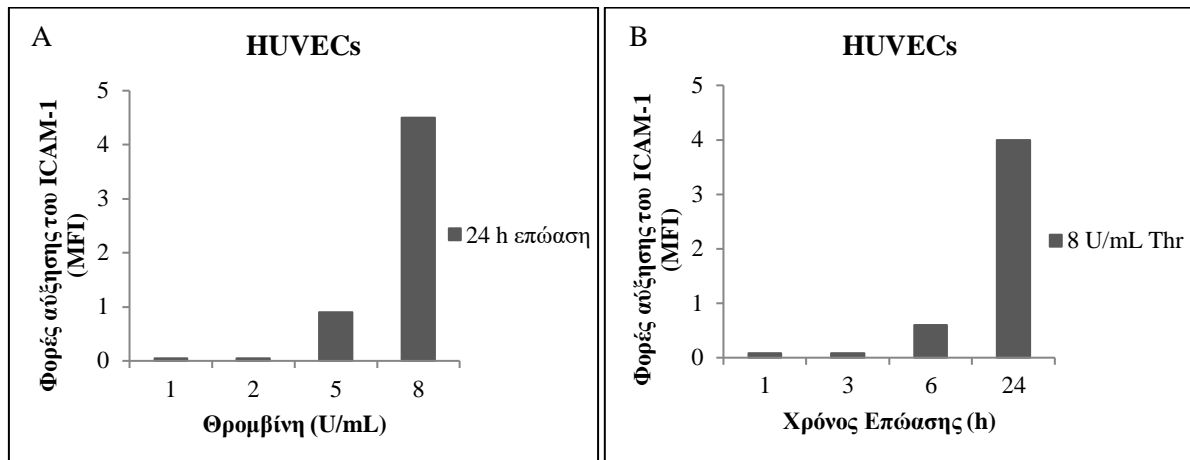 A
HUVECs
Φορές αύξησης του ICAM-1
(MFI)
5
4
3
2
1
0
1 2 5 8
Θρομβίνη (U/mL)
24 h επώαση
B
HUVECs
Φορές αύξησης του ICAM-1
(MFI)
5
4
3
2
1
0
1 3 6 24
Χρόνος Επώασης (h)
8 U/mL Thr